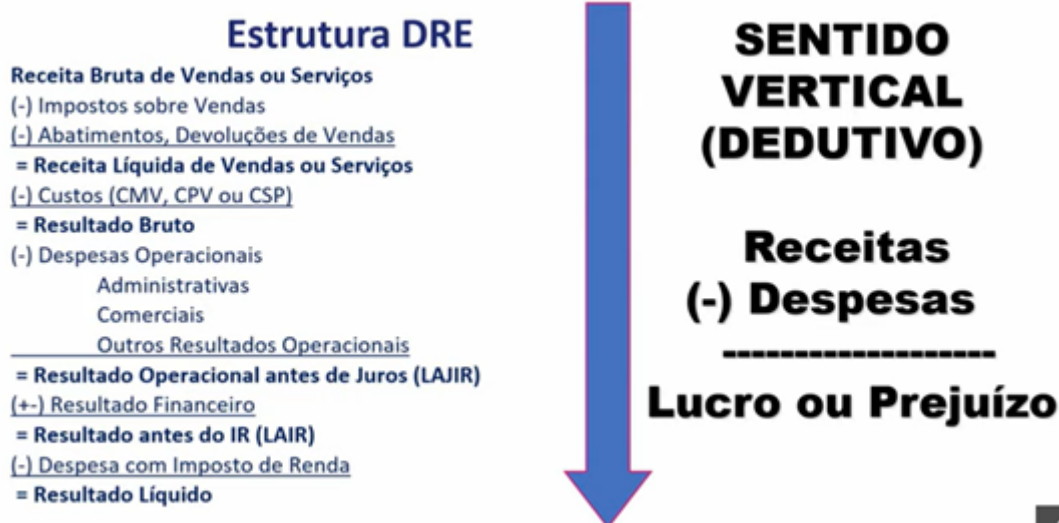 Estrutura DRE
Receita Bruta de Vendas ou Serviços
(-) Impostos sobre Vendas
(-) Abatimentos, Devoluções de Vendas
= Receita Líquida de Vendas ou Serviços
(-) Custos (CMV, CPV ou CSP)
= Resultado Bruto
(-) Despesas Operacionais
Administrativas
Comerciais
Outros Resultados Operacionais
= Resultado Operacional antes de Juros (LAJIR)
(+-) Resultado Financeiro
= Resultado antes do IR (LAIR)
(-) Despesa com Imposto de Renda
= Resultado Líquido
SENTIDO
VERTICAL
(DEDUTIVO)
Receitas
(-) Despesas
-------------------
Lucro ou Prejuízo